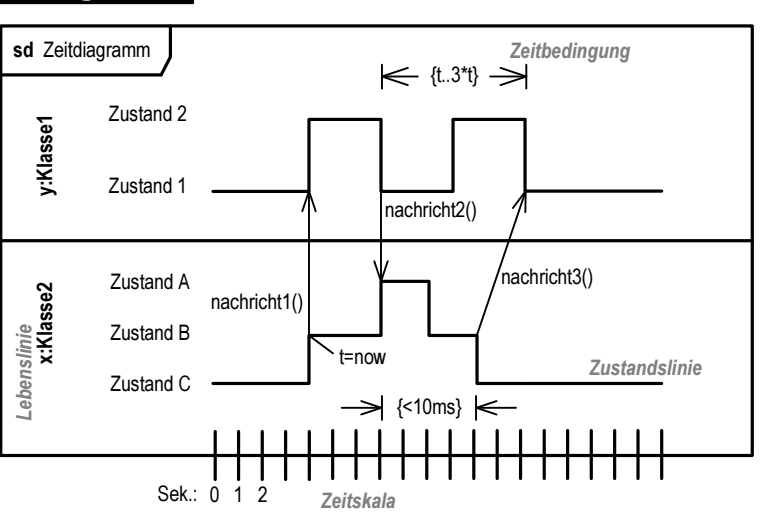 sd Zeitdiagramm
Zeitbedingung
{t..3*t}
y:Klasse1
Zustand 2
Zustand 1
nachricht2()
Lebenslinie
x:Klasse2
Zustand A
nachricht1()
nachricht3()
Zustand B
t=now
Zustand C
Zustandslinie
{<10ms}
Sek.: 0 1 2
Zeitskala